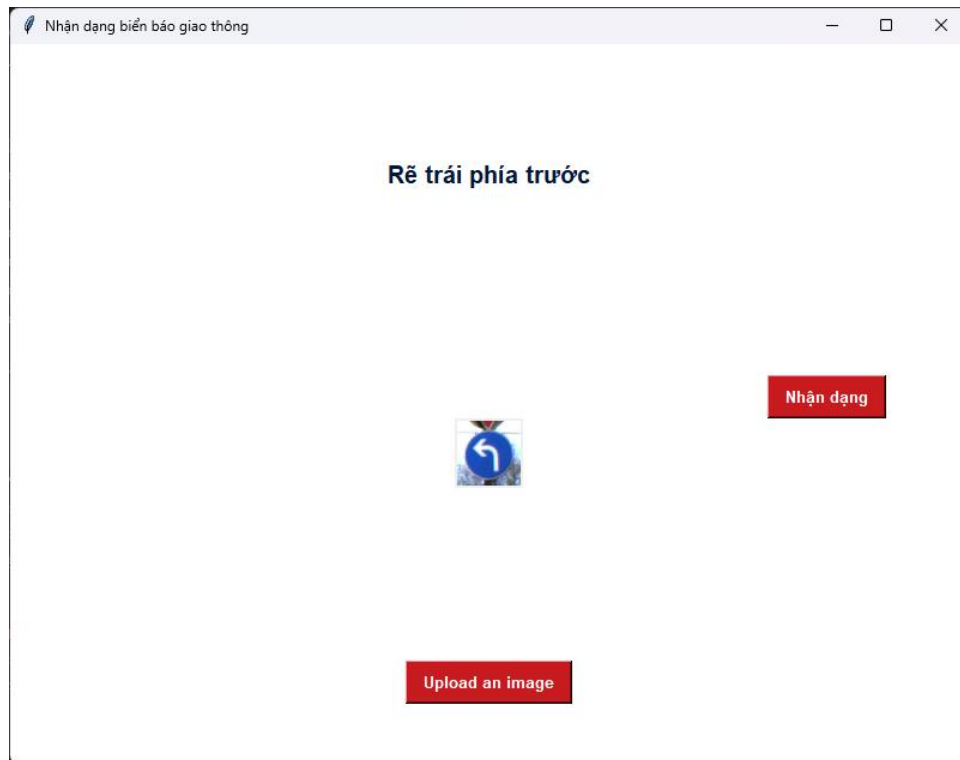 Nhận dạng biển báo giao thông
Rẽ trái phía trước
Nhận dạng
Upload an image